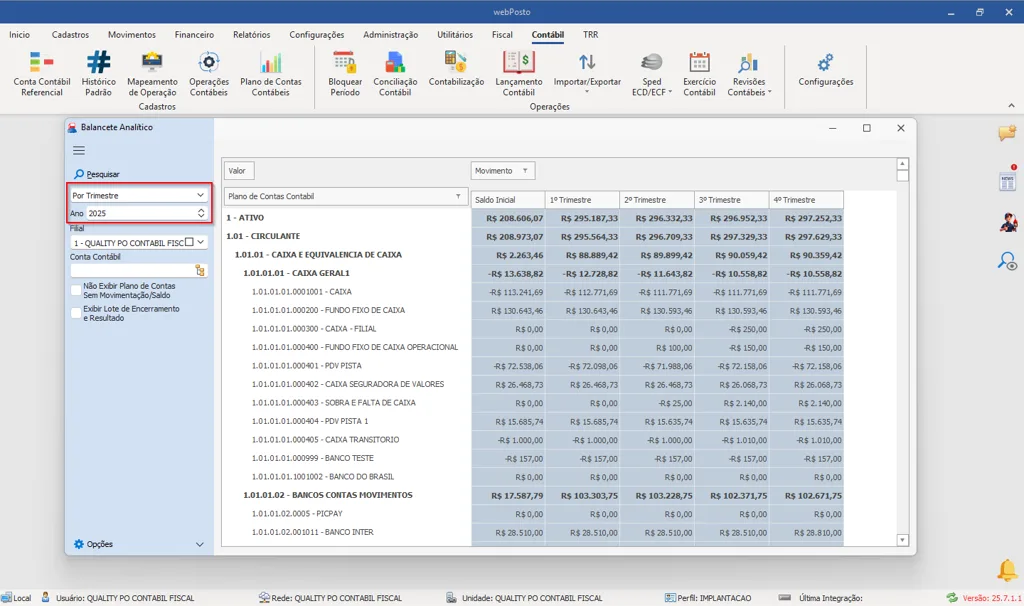 webPosto
Inicio Cadastros Movimentos Financeiro Relatórios Configurações Administração Utilitários Fiscal Contábil TRR
Conta Contábil Referencial
Histórico Padrão
Mapeamento de Operação
Operações Contábeis
Plano de Contas Contábeis
Bloquear Período
Conciliação Contábil
Contabilização
Lançamento Contábil
Importar/Exportar
Sped ECD/ECF
Exercício Contábil
Revisões Contábeis
Configurações
Cadastros Operações
Balancete Analítico
Pesquisar
Por Trimestre
Ano 2025
Filial
1 - QUALITY PO CONTABIL FISC
Conta Contábil
Não Exibir Plano de Contas
Sem Movimentação/Saldo
Exibir Lote de Encerramento
e Resultado
Opções
Valor Movimento
Plano de Contas Contabil Saldo Inicial 1º Trimestre 2º Trimestre 3º Trimestre 4º Trimestre
1 - ATIVO R$ 208.606,07 R$ 295.187,33 R$ 296.332,33 R$ 296.952,33 R$ 297.252,33
1.01 - CIRCULANTE R$ 208.973,07 R$ 295.564,33 R$ 296.709,33 R$ 297.329,33 R$ 297.629,33
1.01.01 - CAIXA E EQUIVALENCIA DE CAIXA R$ 2.263,46 R$ 88.889,42 R$ 89.899,42 R$ 90.059,42 R$ 90.359,42
1.01.01.01 - CAIXA GERAL1 -R$ 13.638,82 -R$ 12.728,82 -R$ 11.643,82 -R$ 10.558,82 -R$ 10.558,82
1.01.01.01.0001001 - CAIXA -R$ 113.241,69 -R$ 112.771,69 -R$ 111.771,69 -R$ 111.771,69 -R$ 111.771,69
1.01.01.01.000200 - FUNDO FIXO DE CAIXA R$ 130.643,46 R$ 130.643,46 R$ 130.593,46 R$ 130.593,46 R$ 130.593,46
1.01.01.01.000300 - CAIXA - FILIAL R$ 0,00 R$ 0,00 R$ 0,00 -R$ 250,00 -R$ 250,00
1.01.01.01.000400 - FUNDO FIXO DE CAIXA OPERACIONAL R$ 0,00 R$ 0,00 R$ 100,00 -R$ 150,00 -R$ 150,00
1.01.01.01.000401 - PDV PISTA -R$ 72.538,06 -R$ 72.098,06 -R$ 71.988,06 -R$ 72.158,06 -R$ 72.158,06
1.01.01.01.000402 - CAIXA SEGURADORA DE VALORES R$ 26.468,73 R$ 26.468,73 R$ 26.468,73 R$ 26.068,73 R$ 26.068,73
1.01.01.01.000403 - SOBRA E FALTA DE CAIXA R$ 0,00 R$ 0,00 -R$ 25,00 R$ 2.140,00 R$ 2.140,00
1.01.01.01.000404 - PDV PISTA 1 R$ 15.685,74 R$ 15.685,74 R$ 15.635,74 R$ 15.635,74 R$ 15.635,74
1.01.01.01.000405 - CAIXA TRANSITORIO -R$ 1.000,00 -R$ 1.000,00 -R$ 1.000,00 -R$ 1.010,00 -R$ 1.010,00
1.01.01.01.000999 - BANCO TESTE -R$ 157,00 -R$ 157,00 -R$ 157,00 -R$ 157,00 -R$ 157,00
1.01.01.01.1001002 - BANCO DO BRASIL R$ 0,00 R$ 0,00 R$ 0,00 R$ 0,00 R$ 0,00
1.01.01.02 - BANCOS CONTAS MOVIMENTOS R$ 17.587,79 R$ 103.303,75 R$ 103.228,75 R$ 102.371,75 R$ 102.671,75
1.01.01.02.0005 - PICPAY R$ 0,00 R$ 0,00 R$ 0,00 R$ 0,00 R$ 0,00
1.01.01.02.001011 - BANCO INTER R$ 28.510,00 R$ 28.510,00 R$ 28.510,00 R$ 28.510,00 R$ 28.810,00
Local Usuário: QUALITY PO CONTABIL FISCAL Rede: QUALITY PO CONTABIL FISCAL Unidade: QUALITY PO CONTABIL FISCAL Perfil: IMPLANTACAO Última Integração: Versão: 25.7.1.1